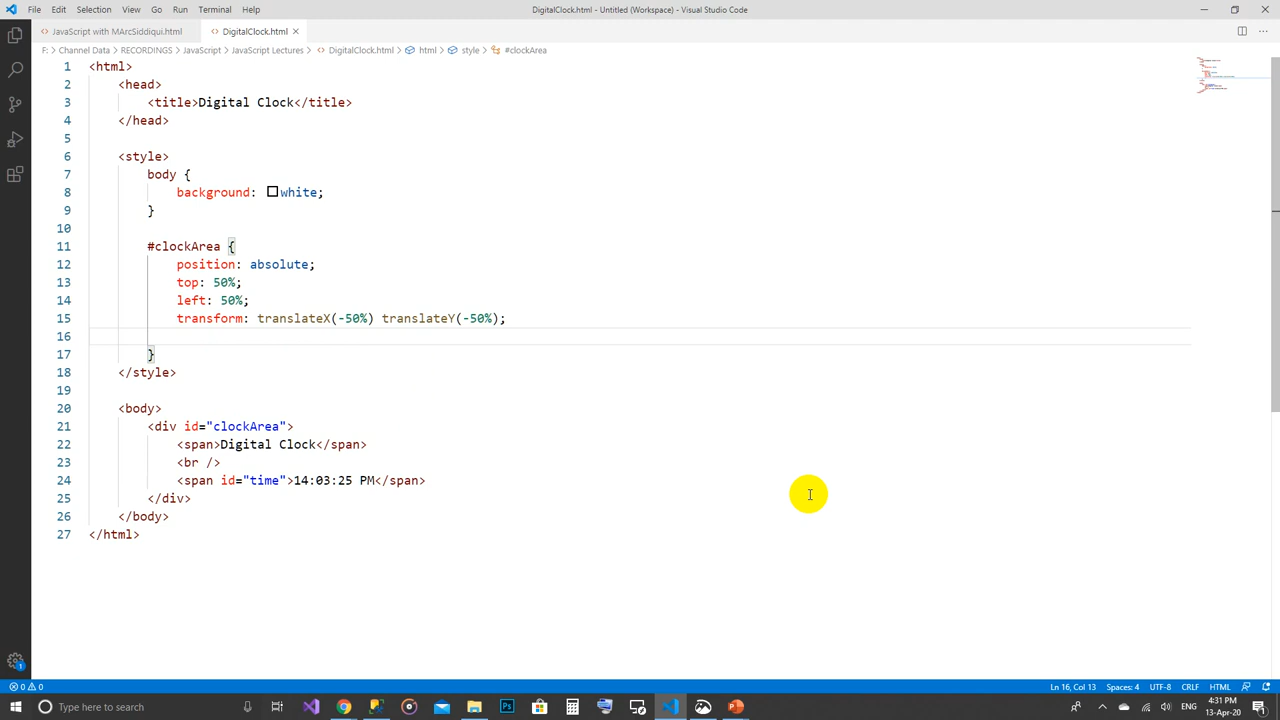 File Edit Selection View Go Run Terminal Help
DigitalClock.html - Untitled (Workspace) - Visual Studio Code
JavaScript with MArcSiddiqui.html
DigitalClock.html
F: > Channel Data > RECORDINGS > JavaScript > JavaScript Lectures > DigitalClock.html > html > style > #clockArea
1 <html>
2 <head>
3 <title>Digital Clock</title>
4 </head>
5
6 <style>
7 body {
8 background: white;
9 }
10
11 #clockArea {
12 position: absolute;
13 top: 50%;
14 left: 50%;
15 transform: translateX(-50%) translateY(-50%);
16
17 }
18 </style>
19
20 <body>
21 <div id="clockArea">
22 <span>Digital Clock</span>
23 <br />
24 <span id="time">14:03:25 PM</span>
25 </div>
26 </body>
27 </html>
1
0 0
Ln 16, Col 13 Spaces: 4 UTF-8 CRLF HTML
Type here to search
Ps
ENG
4:31 PM
13-Apr-20